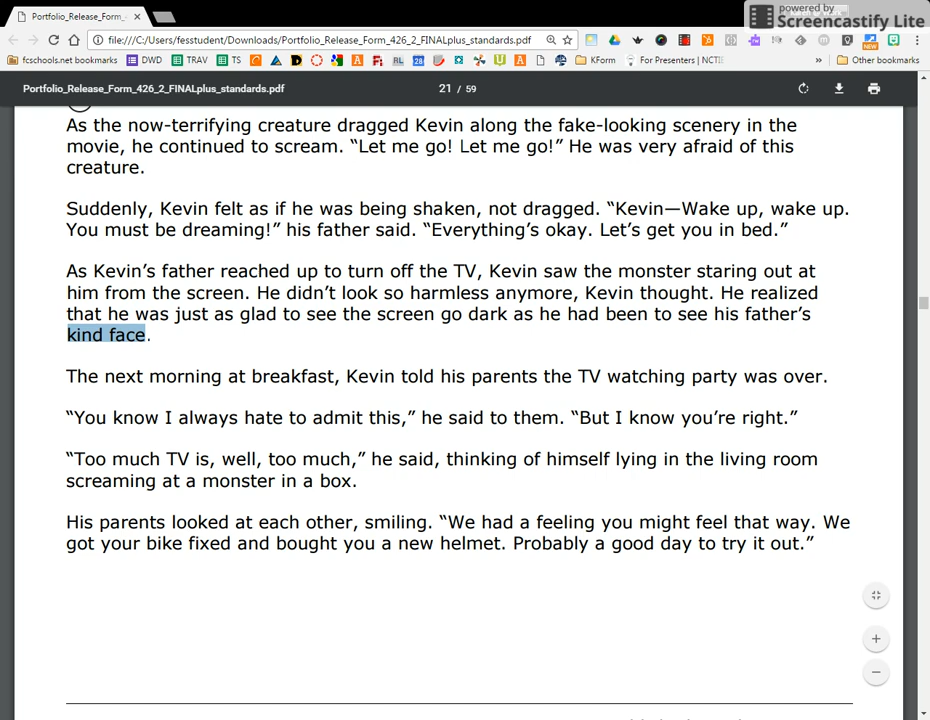 Portfolio_Release_Form_
powered by
Screencastify Lite
file:///C:/Users/fesstudent/Downloads/Portfolio_Release_Form_426_2_FINALplus_standards.pdf
fcschools.net bookmarks DWD TRAV TS KForm For Presenters | NCTIE » Other bookmarks
Portfolio_Release_Form_426_2_FINALplus_standards.pdf 21 / 59
As the now-terrifying creature dragged Kevin along the fake-looking scenery in the
movie, he continued to scream. “Let me go! Let me go!” He was very afraid of this
creature.
Suddenly, Kevin felt as if he was being shaken, not dragged. “Kevin—Wake up, wake up.
You must be dreaming!” his father said. “Everything’s okay. Let’s get you in bed.”
As Kevin’s father reached up to turn off the TV, Kevin saw the monster staring out at
him from the screen. He didn’t look so harmless anymore, Kevin thought. He realized
that he was just as glad to see the screen go dark as he had been to see his father’s
kind face.
The next morning at breakfast, Kevin told his parents the TV watching party was over.
“You know I always hate to admit this,” he said to them. “But I know you’re right.”
“Too much TV is, well, too much,” he said, thinking of himself lying in the living room
screaming at a monster in a box.
His parents looked at each other, smiling. “We had a feeling you might feel that way. We
got your bike fixed and bought you a new helmet. Probably a good day to try it out.”